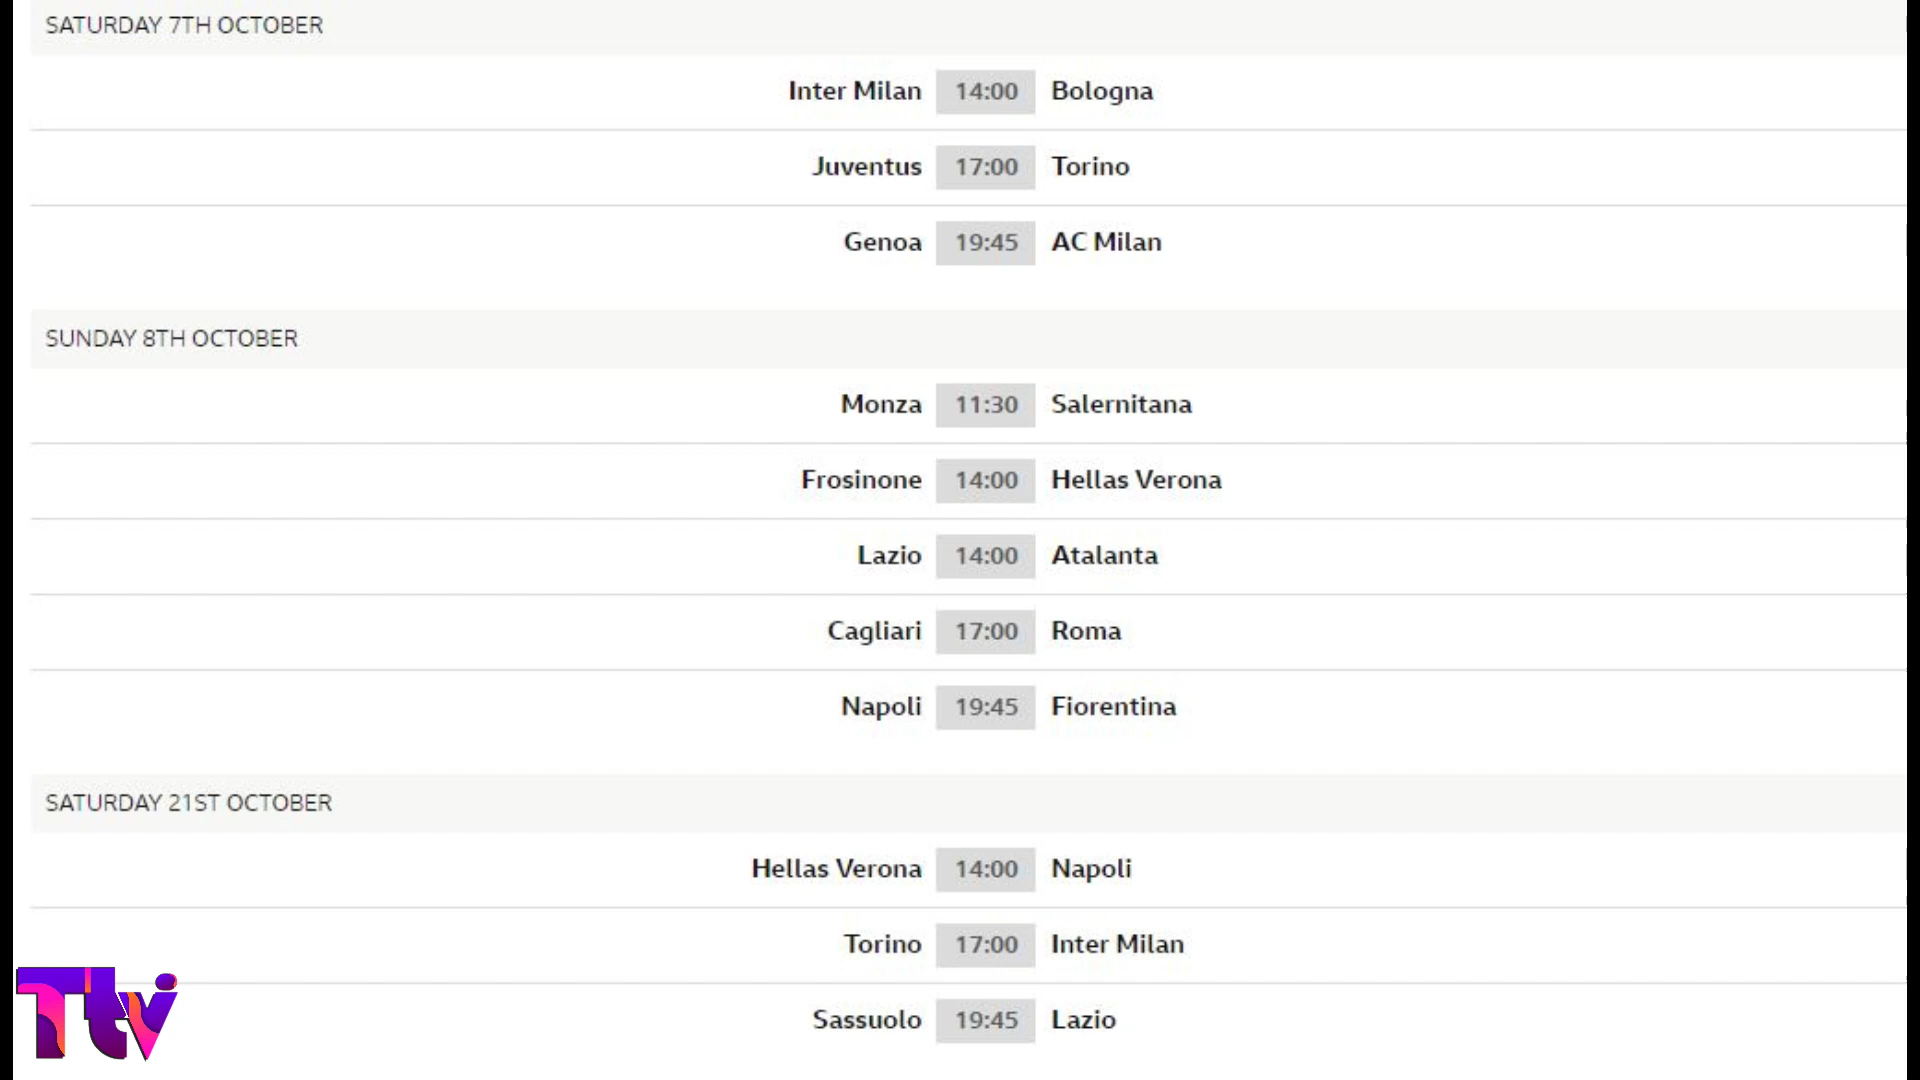 SATURDAY 7TH OCTOBER
Inter Milan 14:00 Bologna
Juventus 17:00 Torino
Genoa 19:45 AC Milan
SUNDAY 8TH OCTOBER
Monza 11:30 Salernitana
Frosinone 14:00 Hellas Verona
Lazio 14:00 Atalanta
Cagliari 17:00 Roma
Napoli 19:45 Fiorentina
SATURDAY 21ST OCTOBER
Hellas Verona 14:00 Napoli
Torino 17:00 Inter Milan
Sassuolo 19:45 Lazio
Ttv